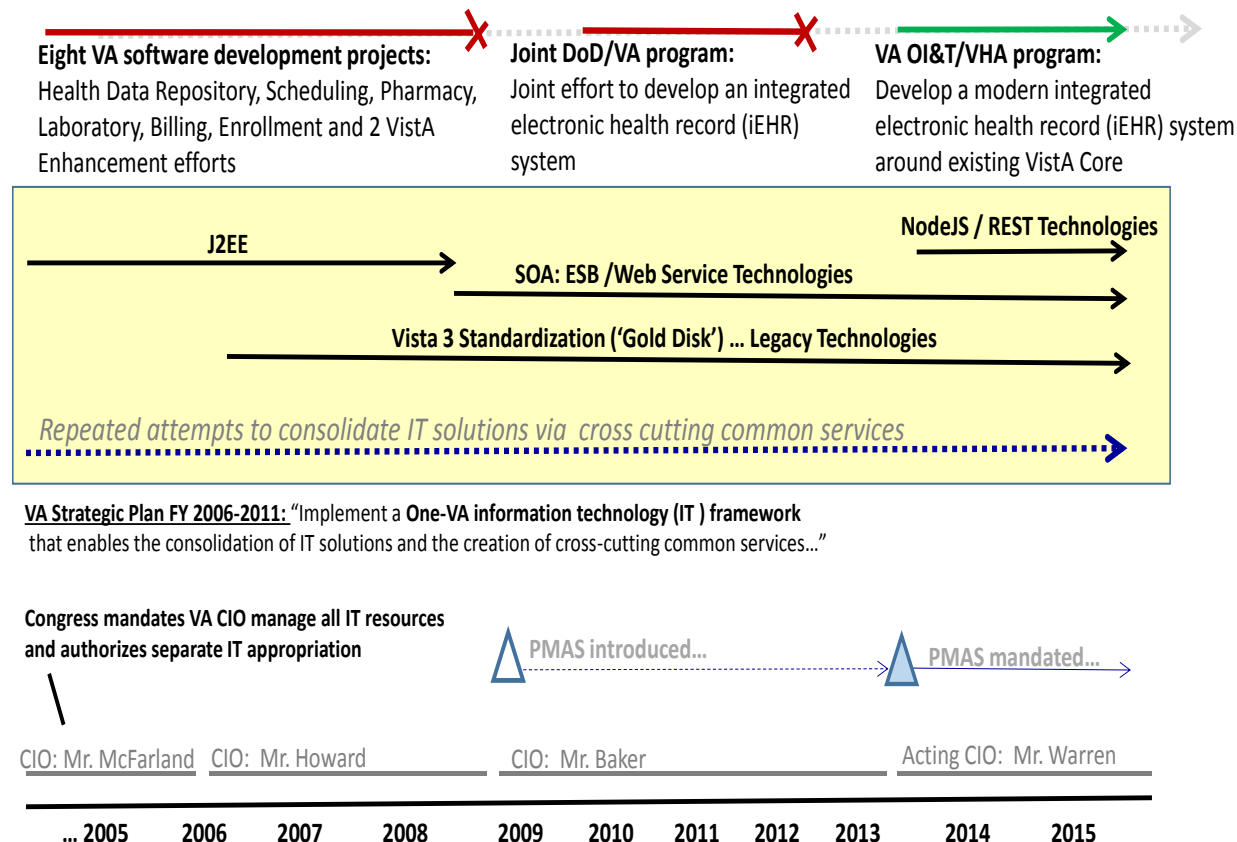 Eight VA software development projects:
Health Data Repository, Scheduling, Pharmacy,
Laboratory, Billing, Enrollment and 2 VistA
Enhancement efforts
Joint DoD/VA program:
Joint effort to develop an integrated
electronic health record (iEHR)
system
VA OI&T/VHA program:
Develop a modern integrated
electronic health record (iEHR) system
around existing VistA Core
NodeJS / REST Technologies
J2EE
SOA: ESB /Web Service Technologies
Vista 3 Standardization (‘Gold Disk’) ... Legacy Technologies
Repeated attempts to consolidate IT solutions via cross cutting common services
VA Strategic Plan FY 2006-2011: “Implement a One-VA information technology (IT ) framework
that enables the consolidation of IT solutions and the creation of cross-cutting common services…”
Congress mandates VA CIO manage all IT resources
and authorizes separate IT appropriation
PMAS introduced…
PMAS mandated…
CIO: Mr. McFarland
CIO: Mr. Howard
CIO: Mr. Baker
Acting CIO: Mr. Warren
... 2005 2006 2007 2008 2009 2010 2011 2012 2013 2014 2015